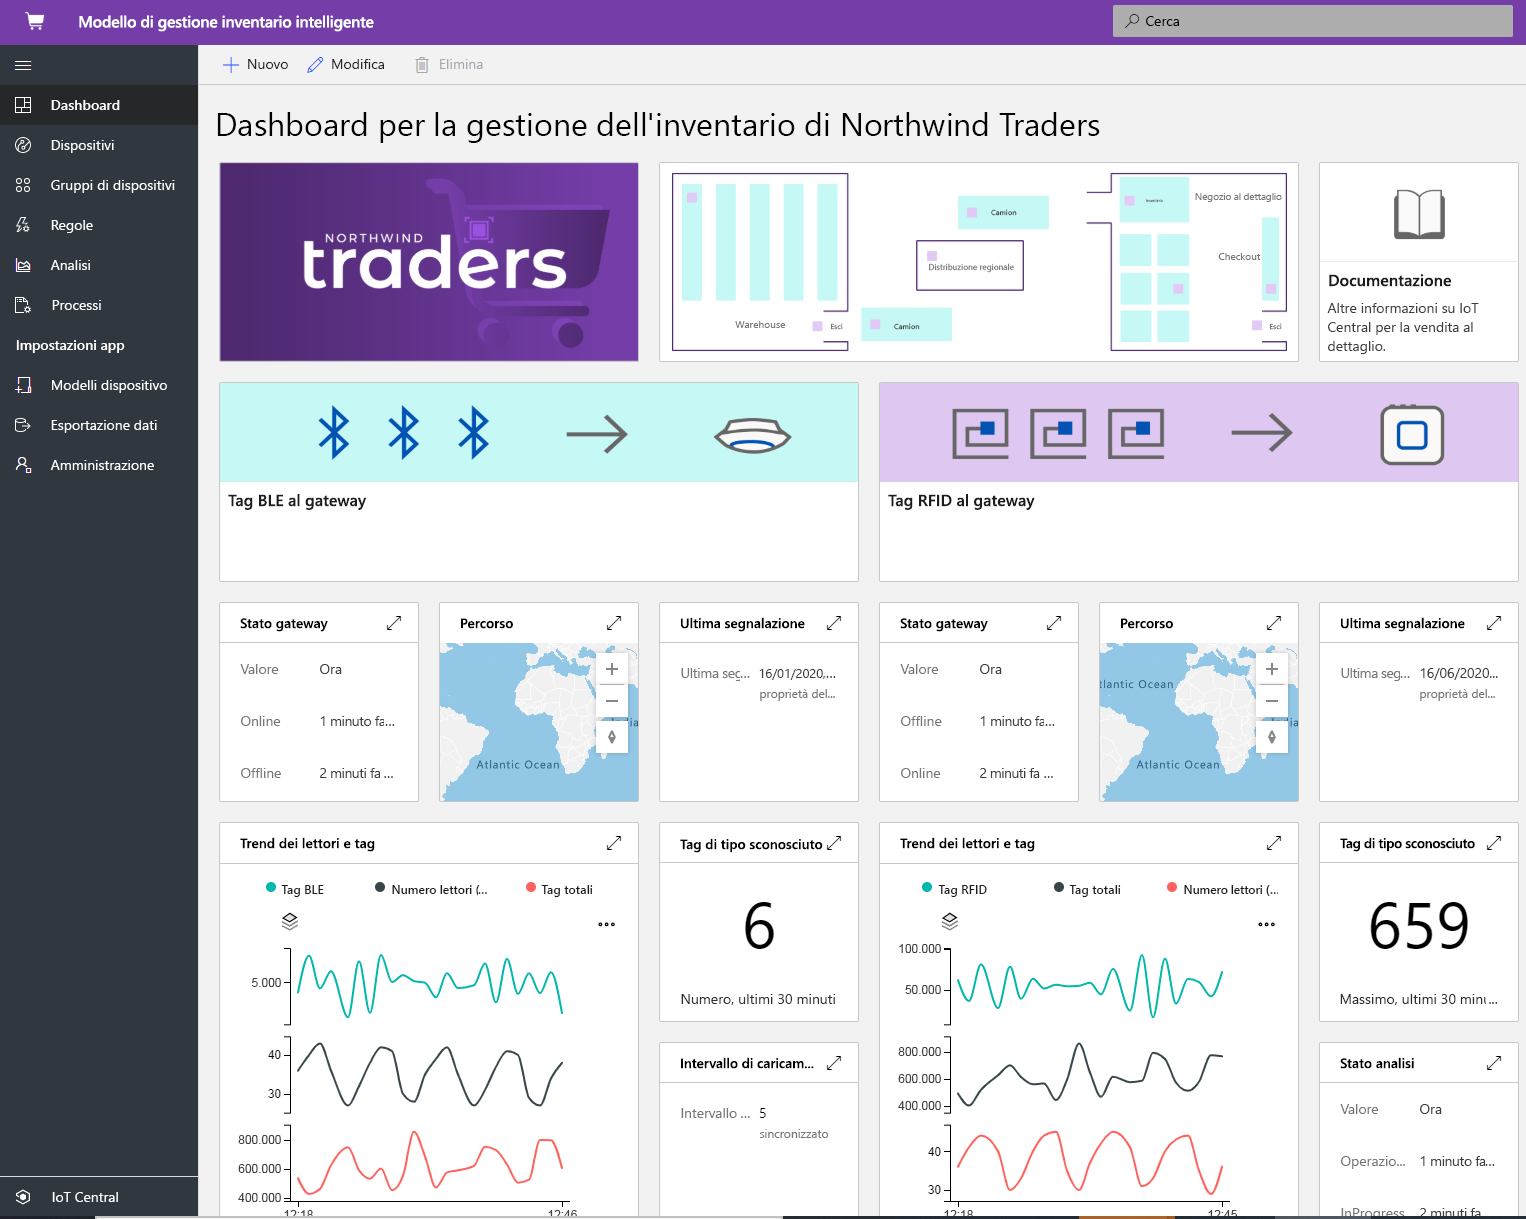 Modello di gestione inventario intelligente
Cerca
Nuovo
Modifica
Elimina
Dashboard
Dispositivi
Gruppi di dispositivi
Regole
Analisi
Processi
Impostazioni app
Modelli dispositivo
Esportazione dati
Amministrazione
IoT Central
Dashboard per la gestione dell'inventario di Northwind Traders
NORTHWIND
traders
Warehouse
Esci
Camion
Distribuzione regionale
Camion
Inventario
Negozio al dettaglio
Checkout
Esci
Documentazione
Altre informazioni su IoT
Central per la vendita al
dettaglio.
Tag BLE al gateway
Tag RFID al gateway
Stato gateway
Valore Ora
Online 1 minuto fa...
Offline 2 minuti fa ...
Percorso
Atlantic Ocean
Ultima segnalazione
Ultima seg... 16/01/2020,...
proprietà del...
Stato gateway
Valore Ora
Offline 1 minuto fa...
Online 2 minuti fa ...
Percorso
lantic Ocean
Atlantic Ocean
Ultima segnalazione
Ultima seg... 16/06/2020...
proprietà del...
Trend dei lettori e tag
Tag BLE
Numero lettori (...
Tag totali
5.000
40
30
800.000
600.000
400.000
12:18 12:46
Tag di tipo sconosciuto
6
Numero, ultimi 30 minuti
Intervallo di caricam...
Intervallo ... 5
sincronizzato
Trend dei lettori e tag
Tag RFID
Tag totali
Numero lettori (...
100.000
50.000
800.000
600.000
400.000
40
30
12:18 12:45
Tag di tipo sconosciuto
659
Massimo, ultimi 30 minu...
Stato analisi
Valore Ora
Operazio... 1 minuto fa...
InProgress 2 minuti fa